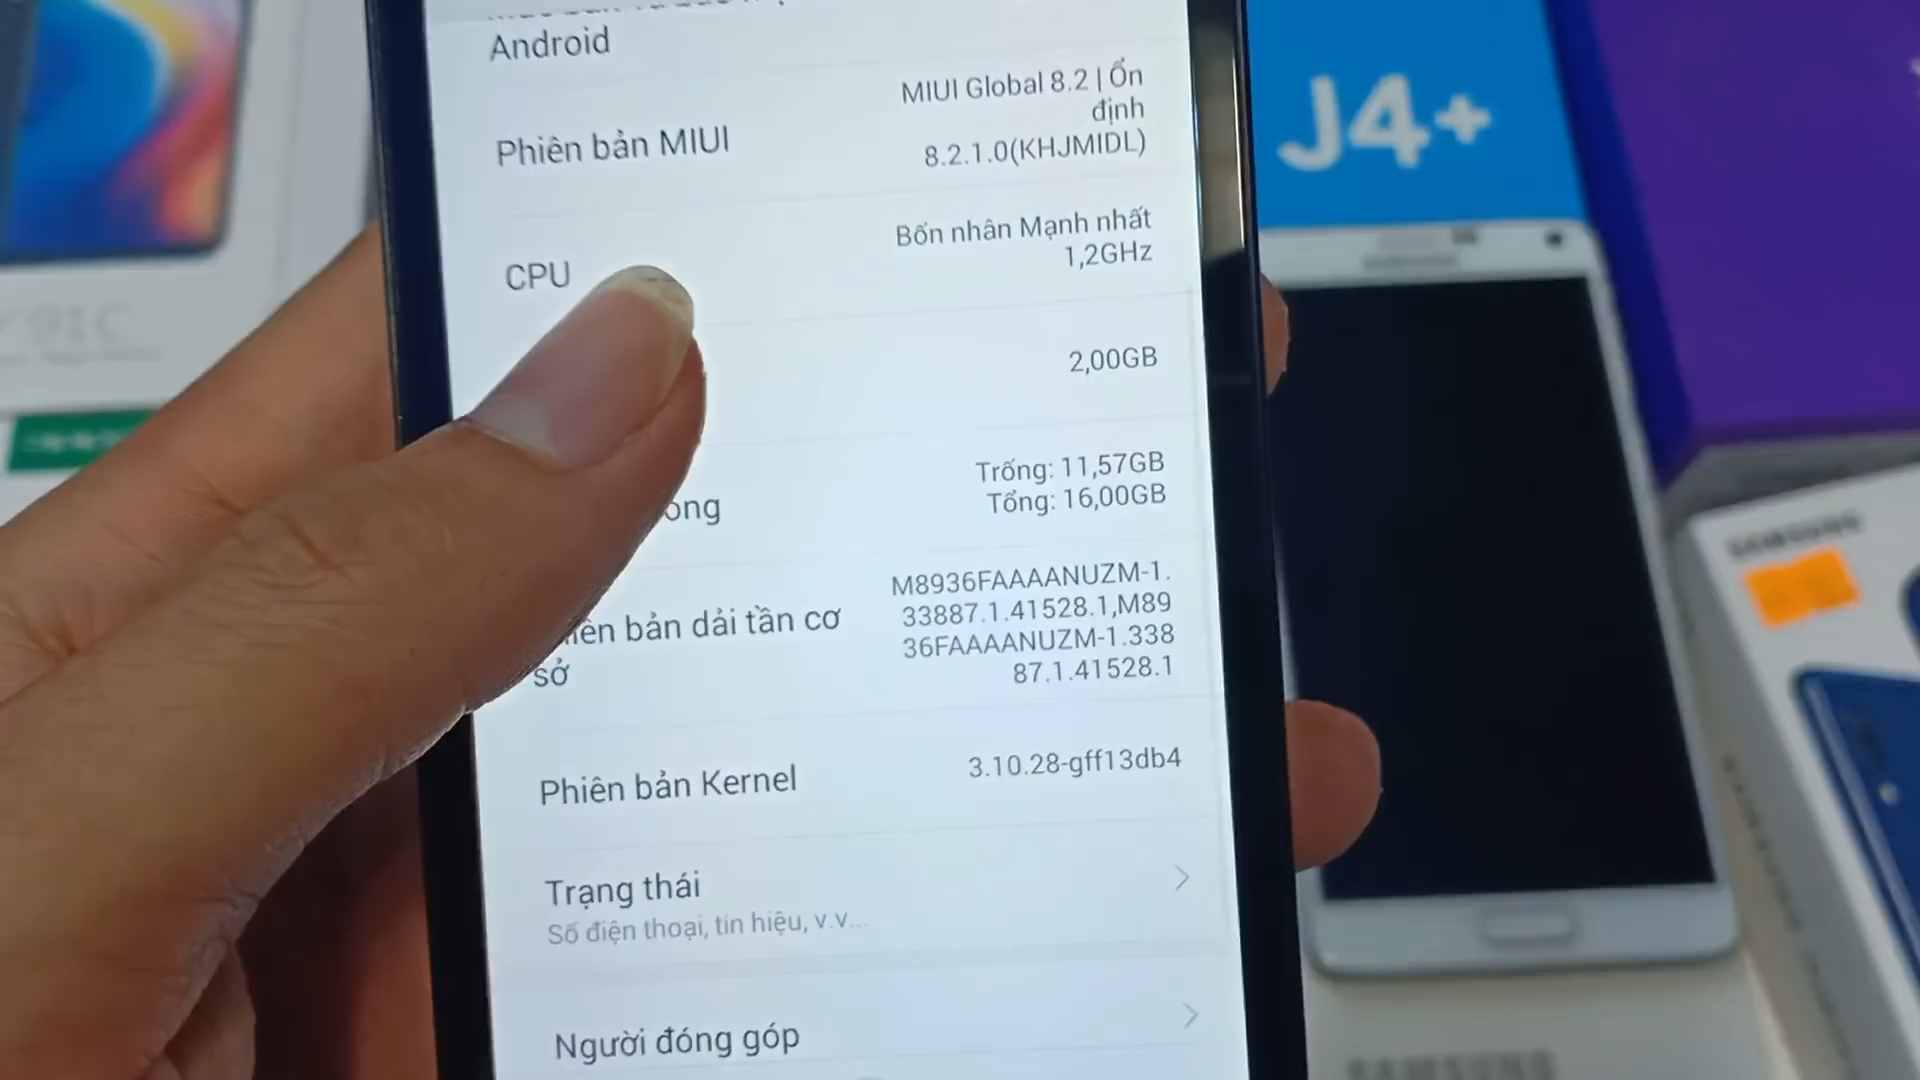 Android
Phiên bản MIUI
MIUI Global 8.2 | Ổn
định
8.2.1.0(KHJMIDL)
CPU
Bốn nhân Mạnh nhất
1,2GHz
2,00GB
ong
Trống: 11,57GB
Tổng: 16,00GB
bản dải tần cơ
sở
M8936FAAAANUZM-1.
33887.1.41528.1,M89
36FAAAANUZM-1.338
87.1.41528.1
Phiên bản Kernel
3.10.28-gff13db4
Trạng thái
Số điện thoại, tín hiệu, v.v...
Người đóng góp
J4+
91C
SAMSUNG
SAMSUNG